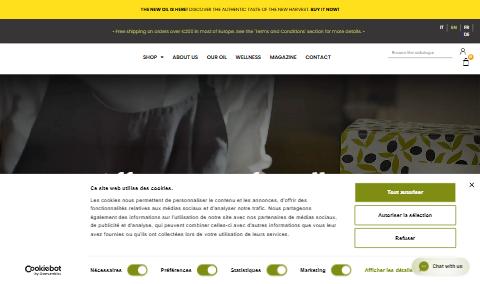 THE NEW OIL IS HERE! DISCOVER THE AUTHENTIC TASTE OF THE NEW HARVEST. BUY IT NOW!
• Free shipping on orders over €200 in most of Europe. See the 'Terms and Conditions' section for more details. •
IT EN FR
DE
SHOP ABOUT US OUR OIL WELLNESS MAGAZINE CONTACT
Browse the catalogue
Ce site web utilise des cookies.
Les cookies nous permettent de personnaliser le contenu et les annonces, d'offrir des
fonctionnalités relatives aux médias sociaux et d'analyser notre trafic. Nous partageons
également des informations sur l'utilisation de notre site avec nos partenaires de médias sociaux,
de publicité et d'analyse, qui peuvent combiner celles-ci avec d'autres informations que vous leur
avez fournies ou qu'ils ont collectées lors de votre utilisation de leurs services.
Tout autoriser
Autoriser la sélection
Refuser
Cookiebot
by Usercentrics
Nécessaires Préférences Statistiques Marketing Afficher les détails
Chat with us